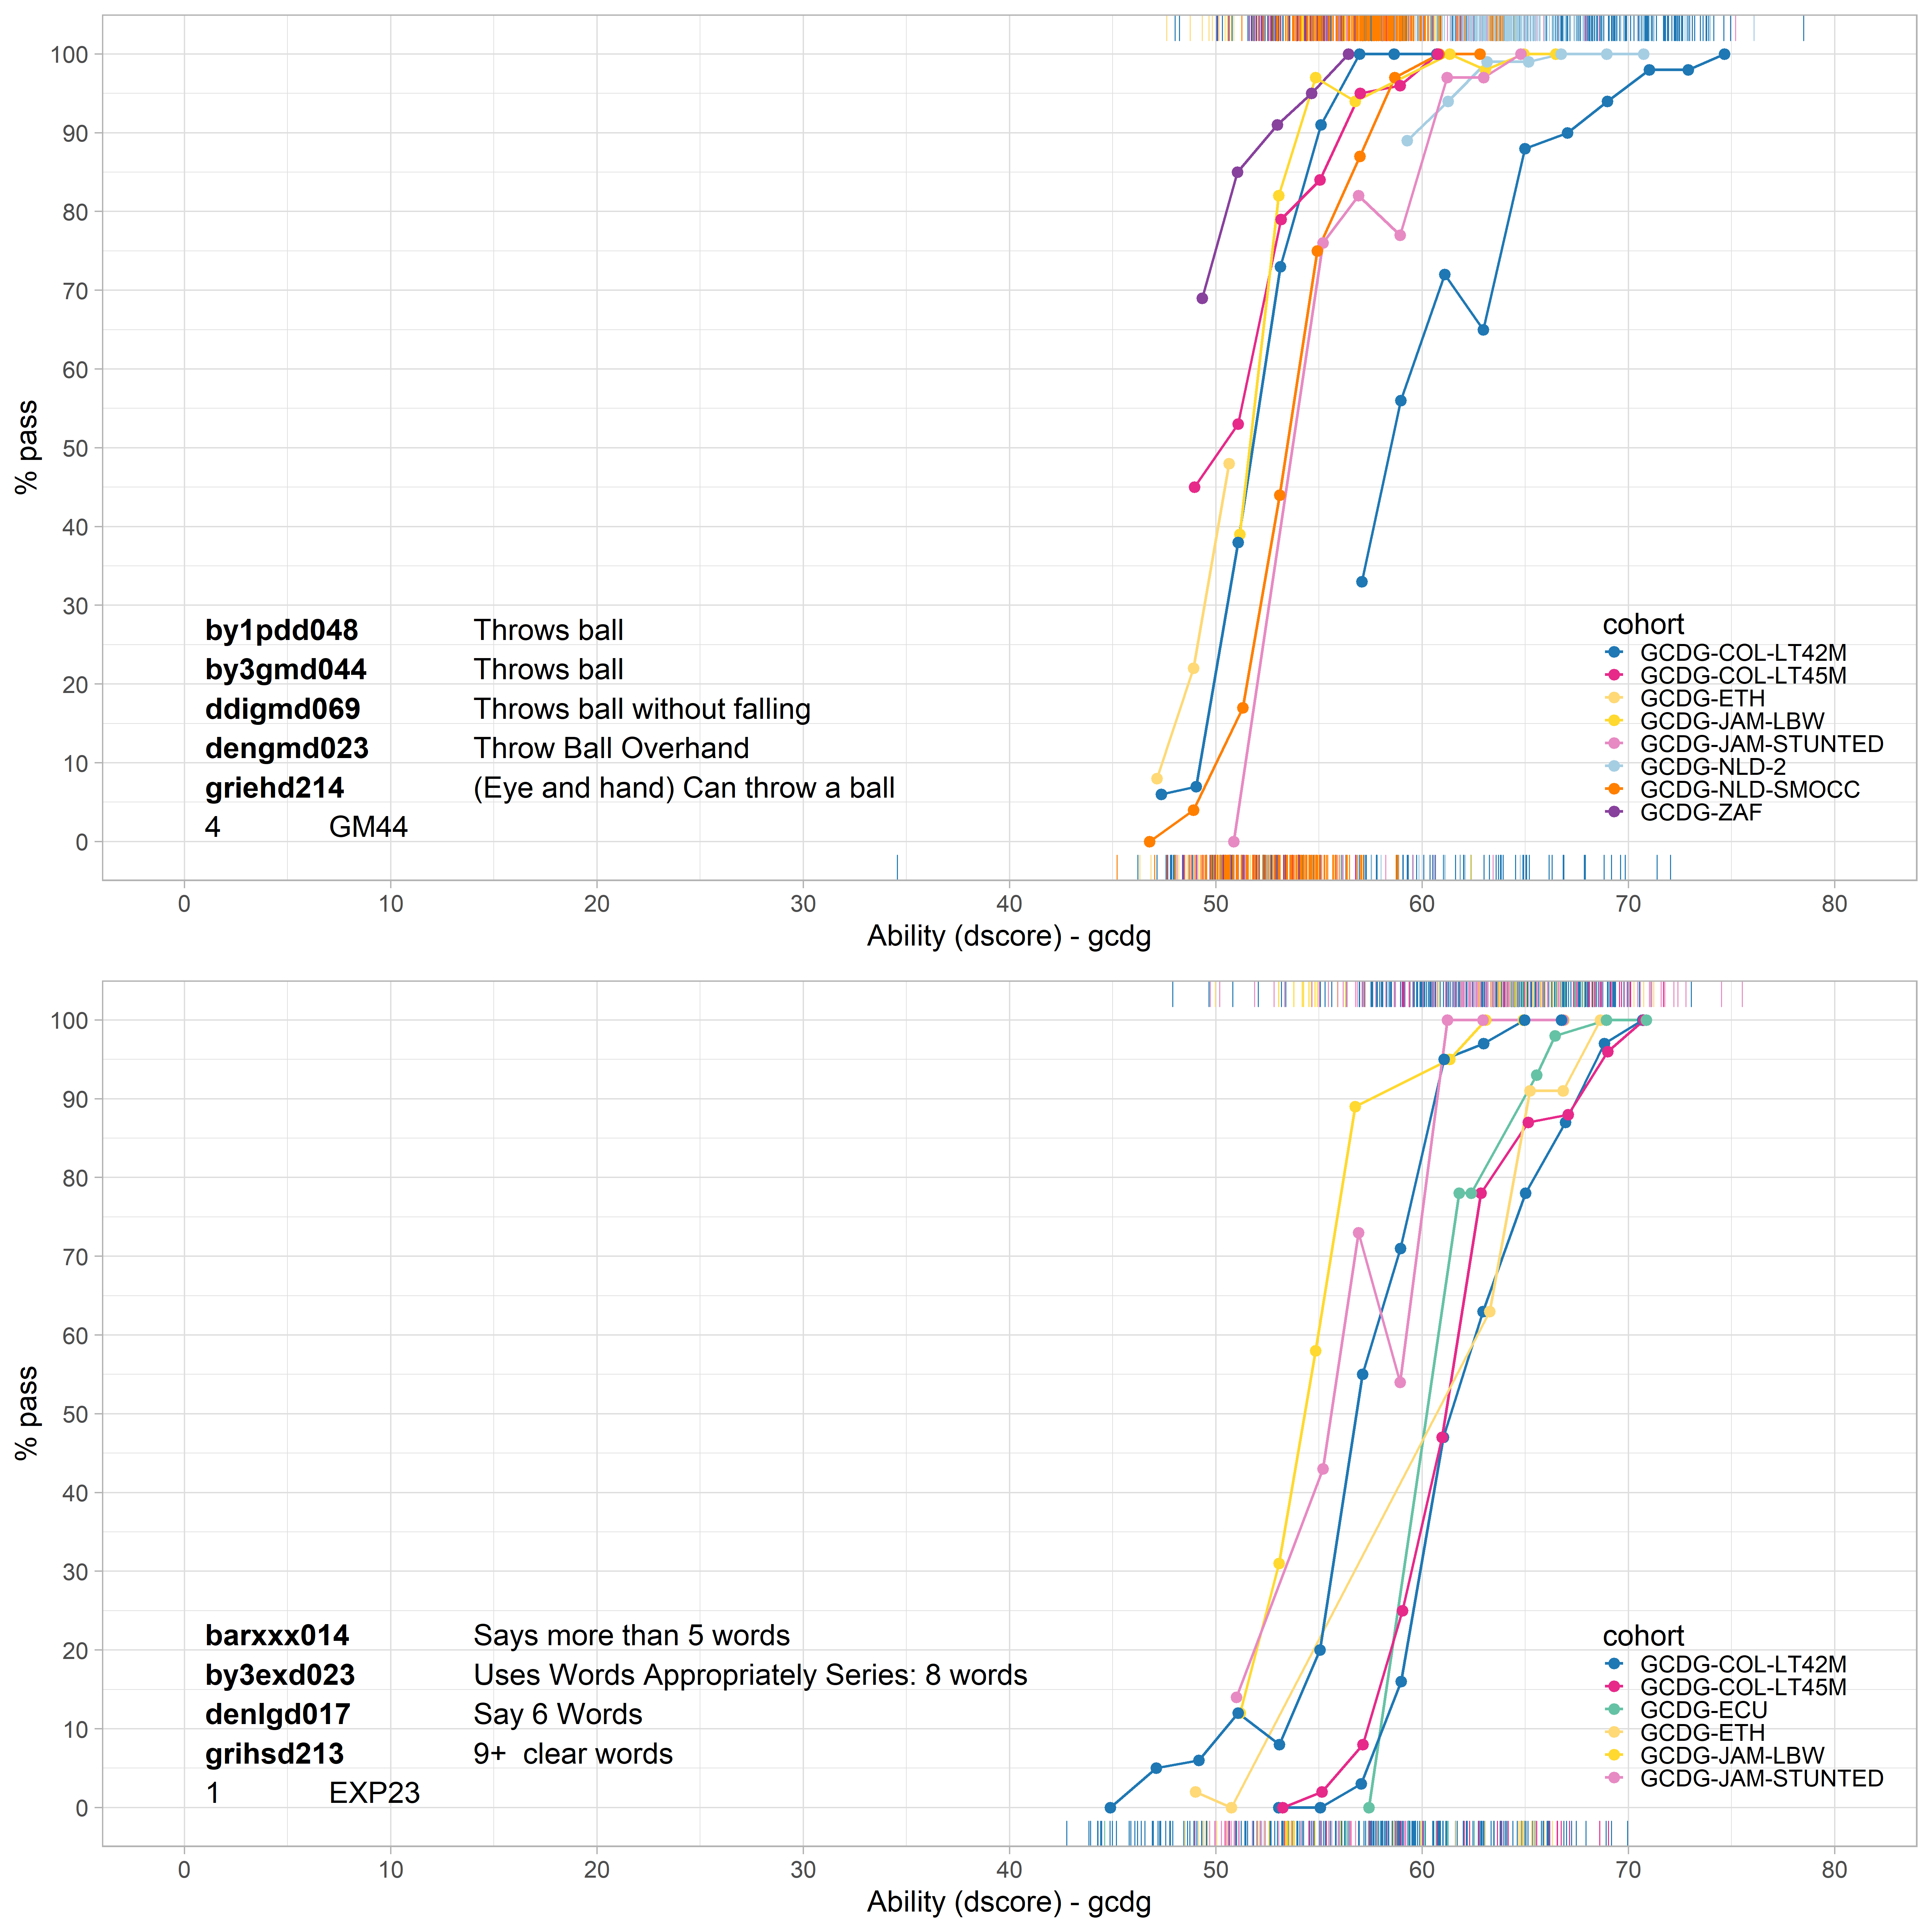 100
90
80
70
60
50
40
30
20
10
0
% pass
by1pdd048 Throws ball
by3gmd044 Throws ball
ddigmd069 Throws ball without falling
dengmd023 Throw Ball Overhand
griehd214 (Eye and hand) Can throw a ball
4 GM44
cohort
GCDG-COL-LT42M
GCDG-COL-LT45M
GCDG-ETH
GCDG-JAM-LBW
GCDG-JAM-STUNTED
GCDG-NLD-2
GCDG-NLD-SMOCC
GCDG-ZAF
0 10 20 30 40 50 60 70 80
Ability (dscore) - gcdg
100
90
80
70
60
50
40
30
20
10
0
% pass
barxxx014 Says more than 5 words
by3exd023 Uses Words Appropriately Series: 8 words
denlgd017 Say 6 Words
grihsd213 9+ clear words
1 EXP23
cohort
GCDG-COL-LT42M
GCDG-COL-LT45M
GCDG-ECU
GCDG-ETH
GCDG-JAM-LBW
GCDG-JAM-STUNTED
0 10 20 30 40 50 60 70 80
Ability (dscore) - gcdg